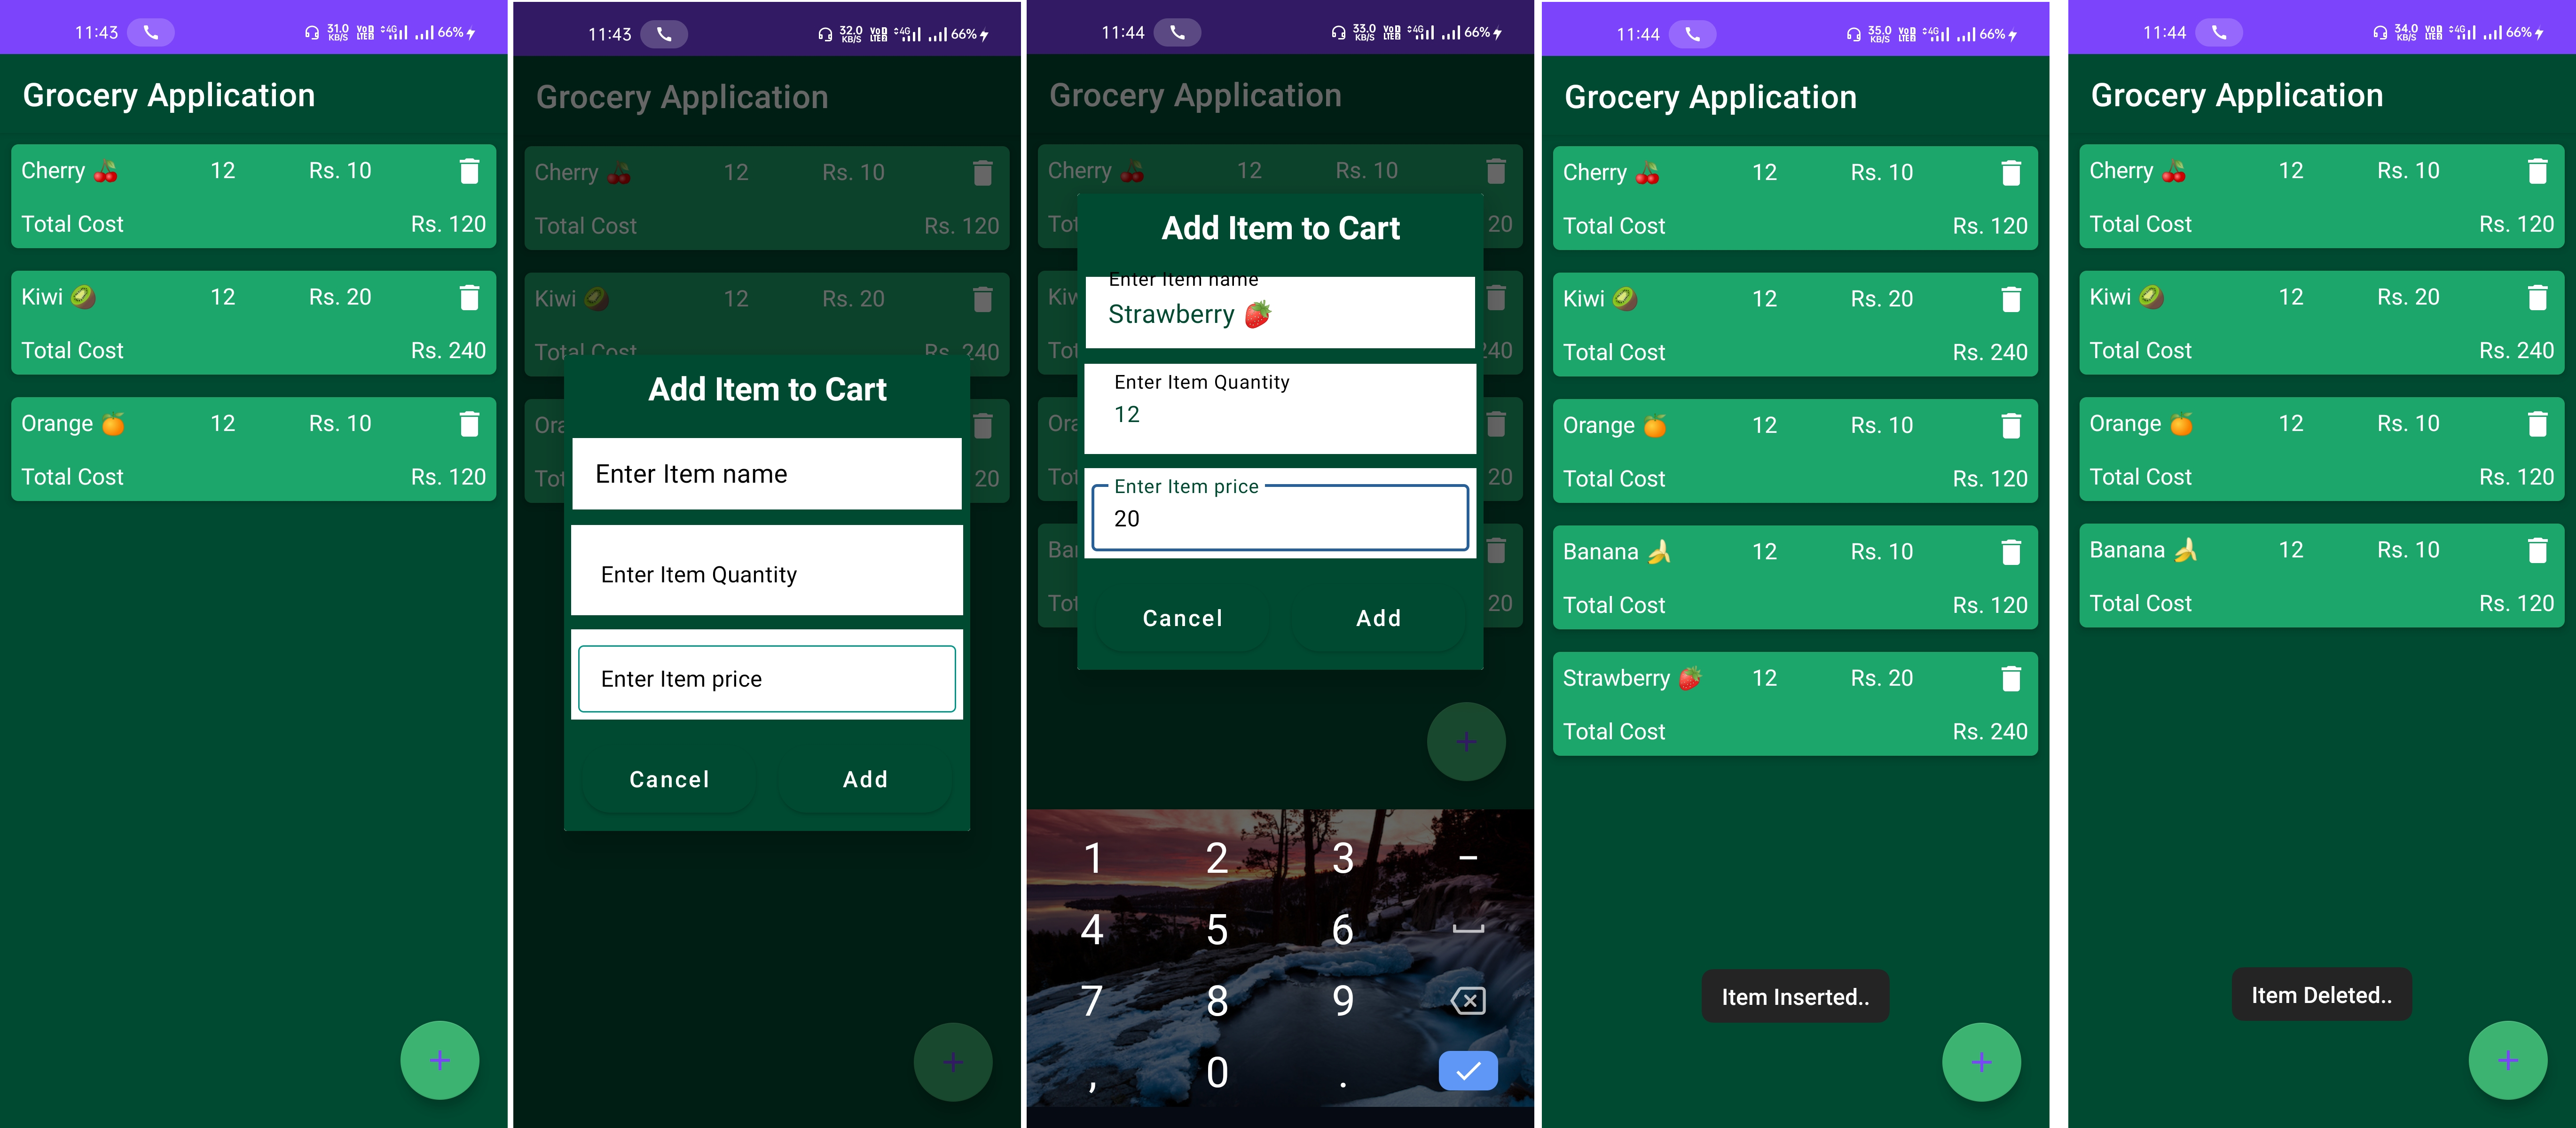 11:43 31.0 KB/S VoD LTE 4G 66%
Grocery Application
Cherry 🍒 12 Rs. 10
Total Cost Rs. 120
Kiwi 🥝 12 Rs. 20
Total Cost Rs. 240
Orange 🍊 12 Rs. 10
Total Cost Rs. 120
+
11:43 32.0 KB/S 4G 66%
Grocery Application
Cherry 🍒 12 Rs. 10
Total Cost Rs. 120
Kiwi 🥝 12 Rs. 20
Total Cost Rs. 240
Ora
Tot 20
Add Item to Cart
Enter Item name
Enter Item Quantity
Enter Item price
Cancel Add
+
11:44 33.0 KB/S 4G 66%
Grocery Application
Cherry 🍒 12 Rs. 10
Tot 20
Kiw
Tot 240
Ora
Tot 20
Ba
Tot 20
Add Item to Cart
Enter Item name
Strawberry 🍓
Enter Item Quantity
12
Enter Item price
20
Cancel Add
+
1 2 3 –
4 5 6
7 8 9
, 0 .
11:44 35.0 KB/S 4G 66%
Grocery Application
Cherry 🍒 12 Rs. 10
Total Cost Rs. 120
Kiwi 🥝 12 Rs. 20
Total Cost Rs. 240
Orange 🍊 12 Rs. 10
Total Cost Rs. 120
Banana 🍌 12 Rs. 10
Total Cost Rs. 120
Strawberry 🍓 12 Rs. 20
Total Cost Rs. 240
Item Inserted..
+
11:44 34.0 KB/S 4G 66%
Grocery Application
Cherry 🍒 12 Rs. 10
Total Cost Rs. 120
Kiwi 🥝 12 Rs. 20
Total Cost Rs. 240
Orange 🍊 12 Rs. 10
Total Cost Rs. 120
Banana 🍌 12 Rs. 10
Total Cost Rs. 120
Item Deleted..
+